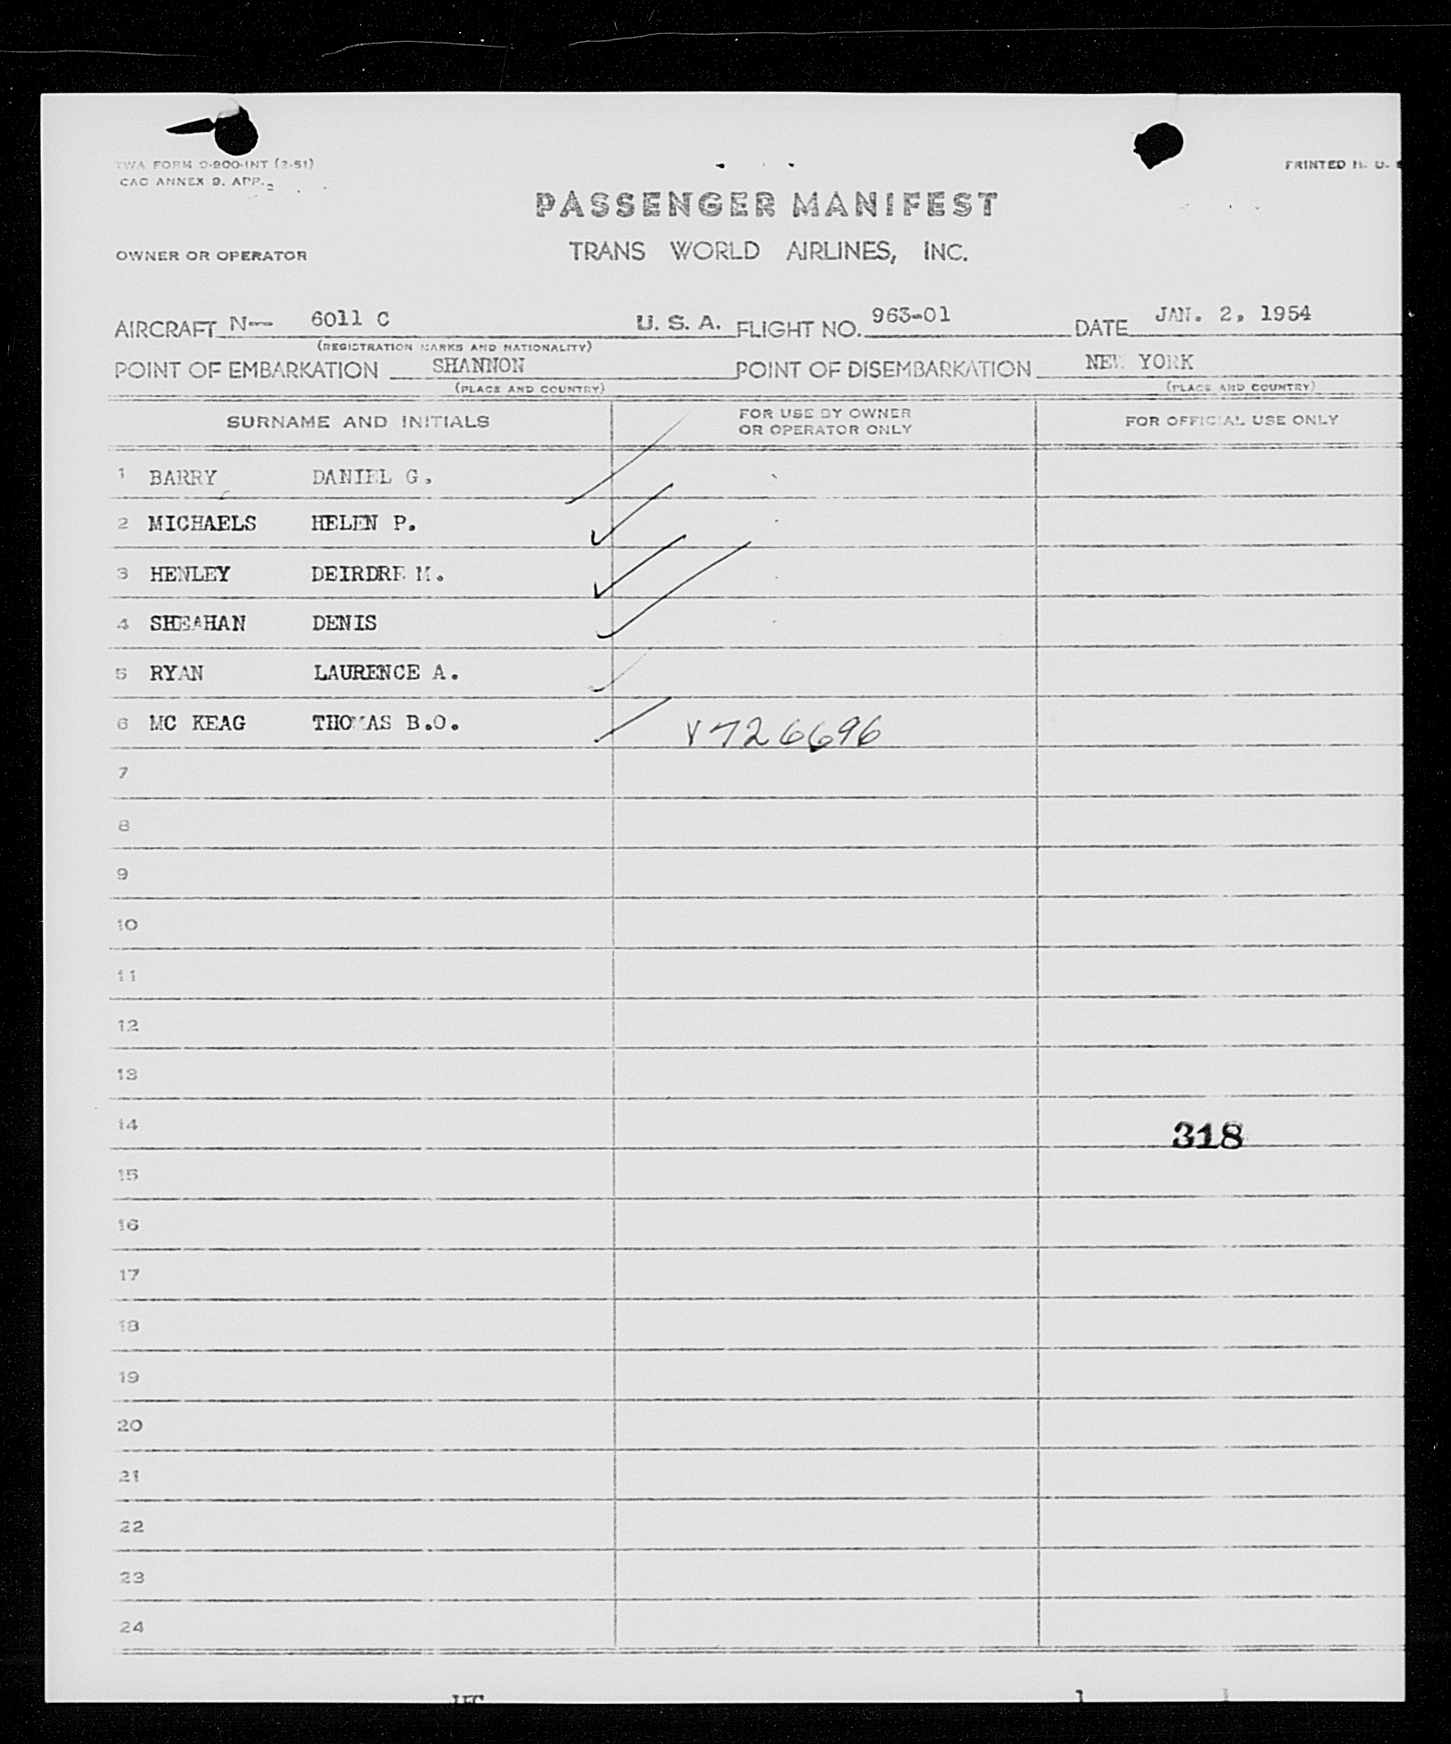 TWA FORM O-200-INT (2-51)
CAO ANNEX 9. APP. 2
PRINTED IN U.
PASSENGER MANIFEST
OWNER OR OPERATOR TRANS WORLD AIRLINES, INC.
AIRCRAFT N— 6011 C U. S. A. FLIGHT NO. 963-01 DATE JAN. 2, 1954
(REGISTRATION MARKS AND NATIONALITY)
POINT OF EMBARKATION SHANNON POINT OF DISEMBARKATION NEW YORK
(PLACE AND COUNTRY) (PLACE AND COUNTRY)
SURNAME AND INITIALS FOR USE BY OWNER OR OPERATOR ONLY FOR OFFICIAL USE ONLY
1 BARRY DANIEL G.
2 MICHAELS HELEN P.
3 HENLEY DEIRDRE M.
4 SHEAHAN DENIS
5 RYAN LAURENCE A.
6 MC KEAG THOMAS B.O. V726696
7
8
9
10
11
12
13
14 318
15
16
17
18
19
20
21
22
23
24